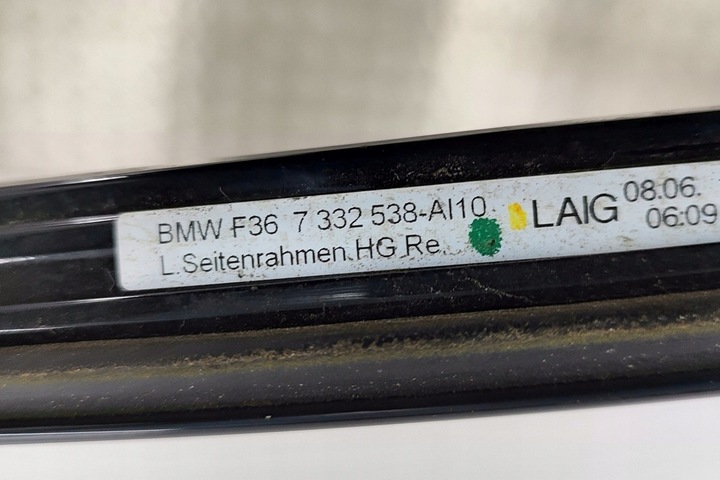 BMW F36 7 332 538-AI10
L.Seitenrahmen HG Re.
LAIG
08.06.
06:09